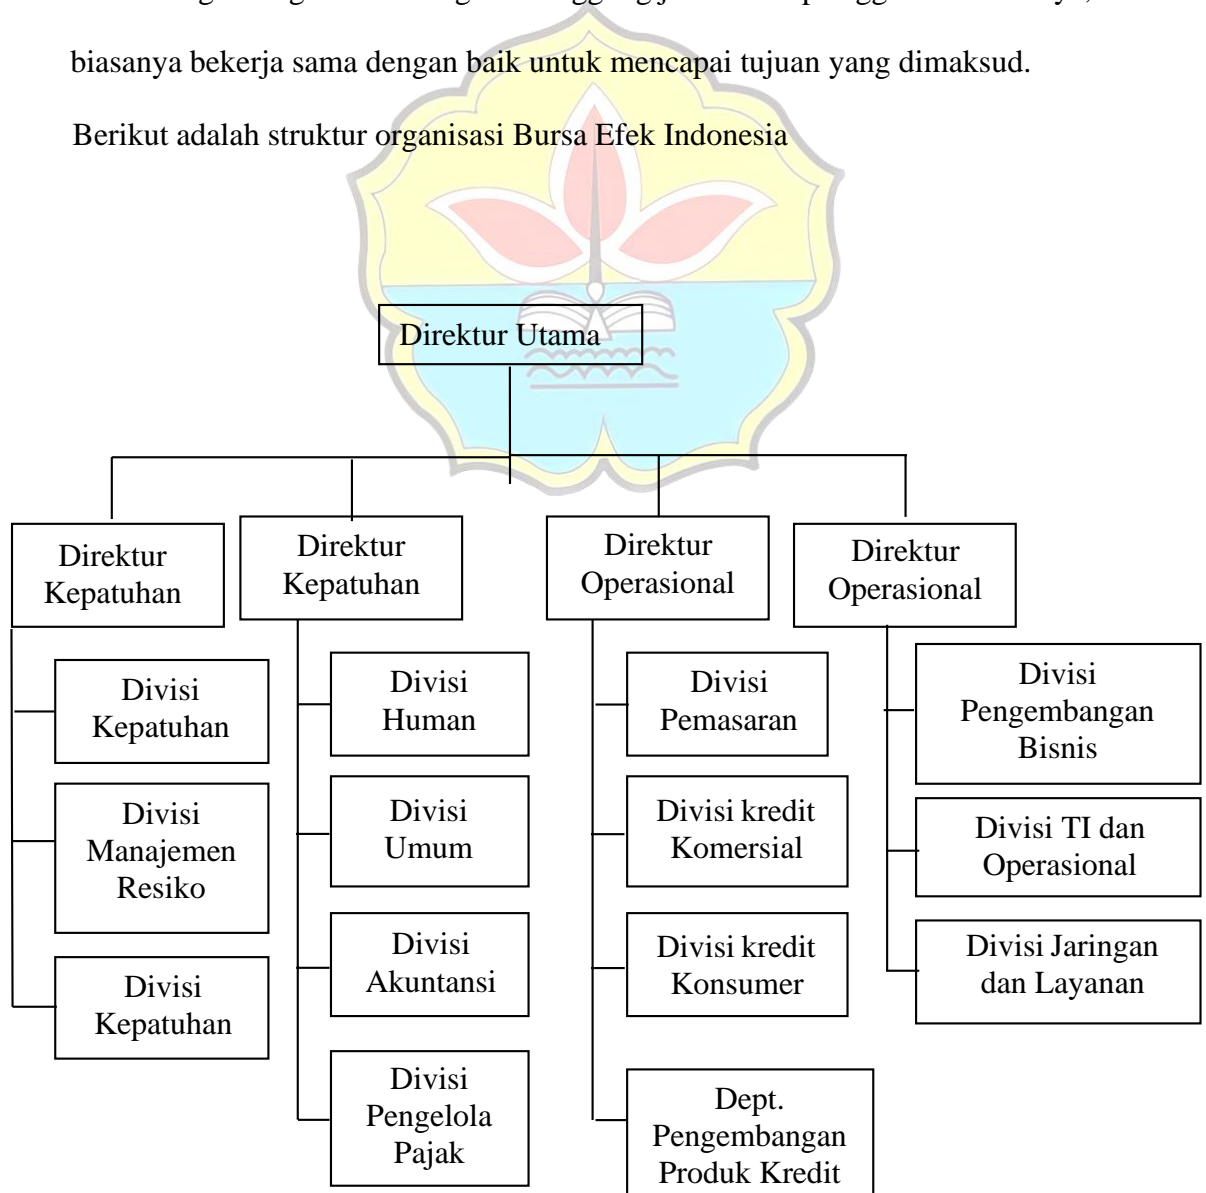 biasanya bekerja sama dengan baik untuk mencapai tujuan yang dimaksud.
Berikut adalah struktur organisasi Bursa Efek Indonesia
Direktur Utama
Direktur
Kepatuhan
Direktur
Kepatuhan
Direktur
Operasional
Direktur
Operasional
Divisi
Kepatuhan
Divisi
Manajemen
Resiko
Divisi
Kepatuhan
Divisi
Human
Divisi
Umum
Divisi
Akuntansi
Divisi
Pengelola
Pajak
Divisi
Pemasaran
Divisi kredit
Komersial
Divisi kredit
Konsumer
Dept.
Pengembangan
Produk Kredit
Divisi
Pengembangan
Bisnis
Divisi TI dan
Operasional
Divisi Jaringan
dan Layanan